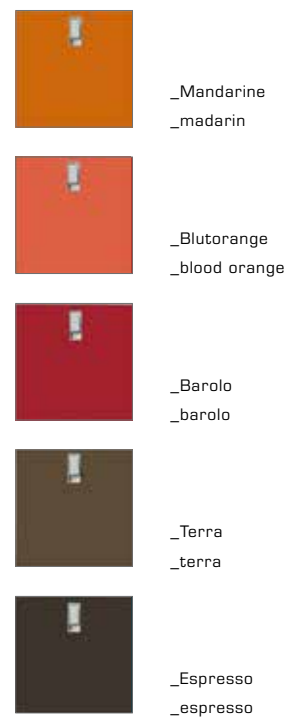 _Mandarine
_madarin
_Blutorange
_blood orange
_Barolo
_barolo
_Terra
_terra
_Espresso
_espresso